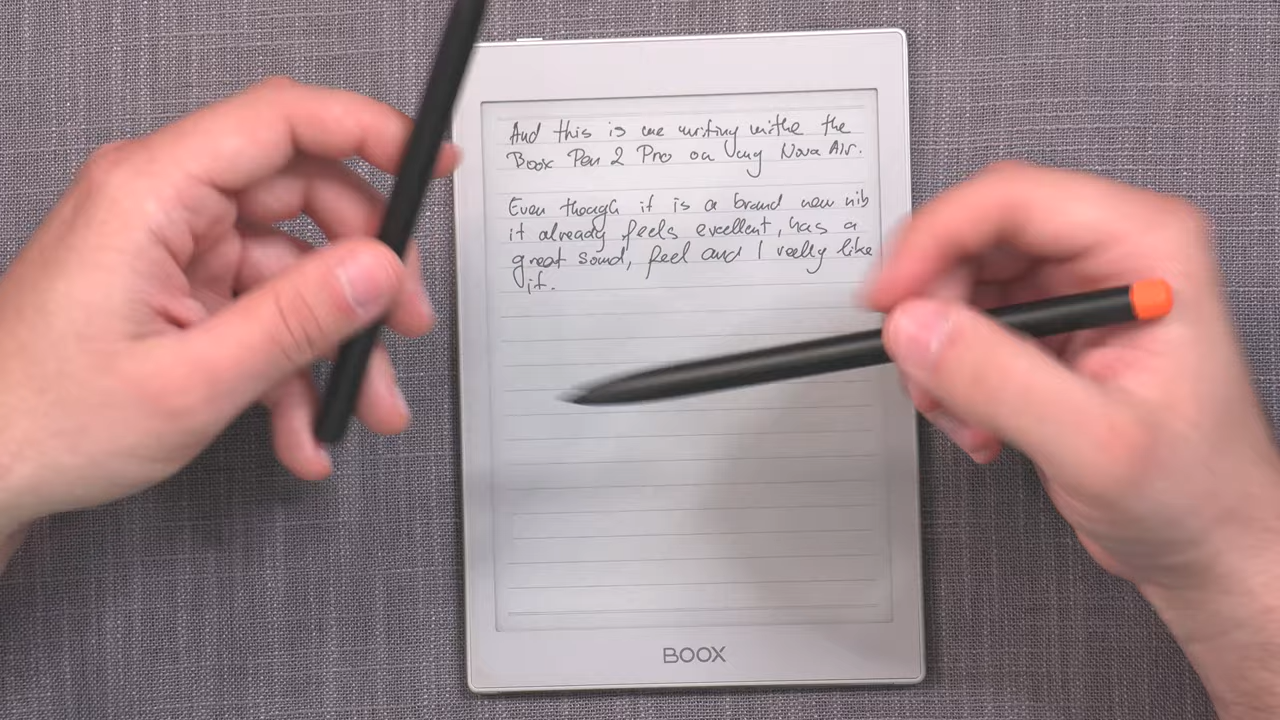 And this is me writing withe the
Boox Pen 2 Pro on my Nova Air.
Even though it is a brand new nib
it already feels excellent, has a
great sound, feel and I really like
it.
BOOX